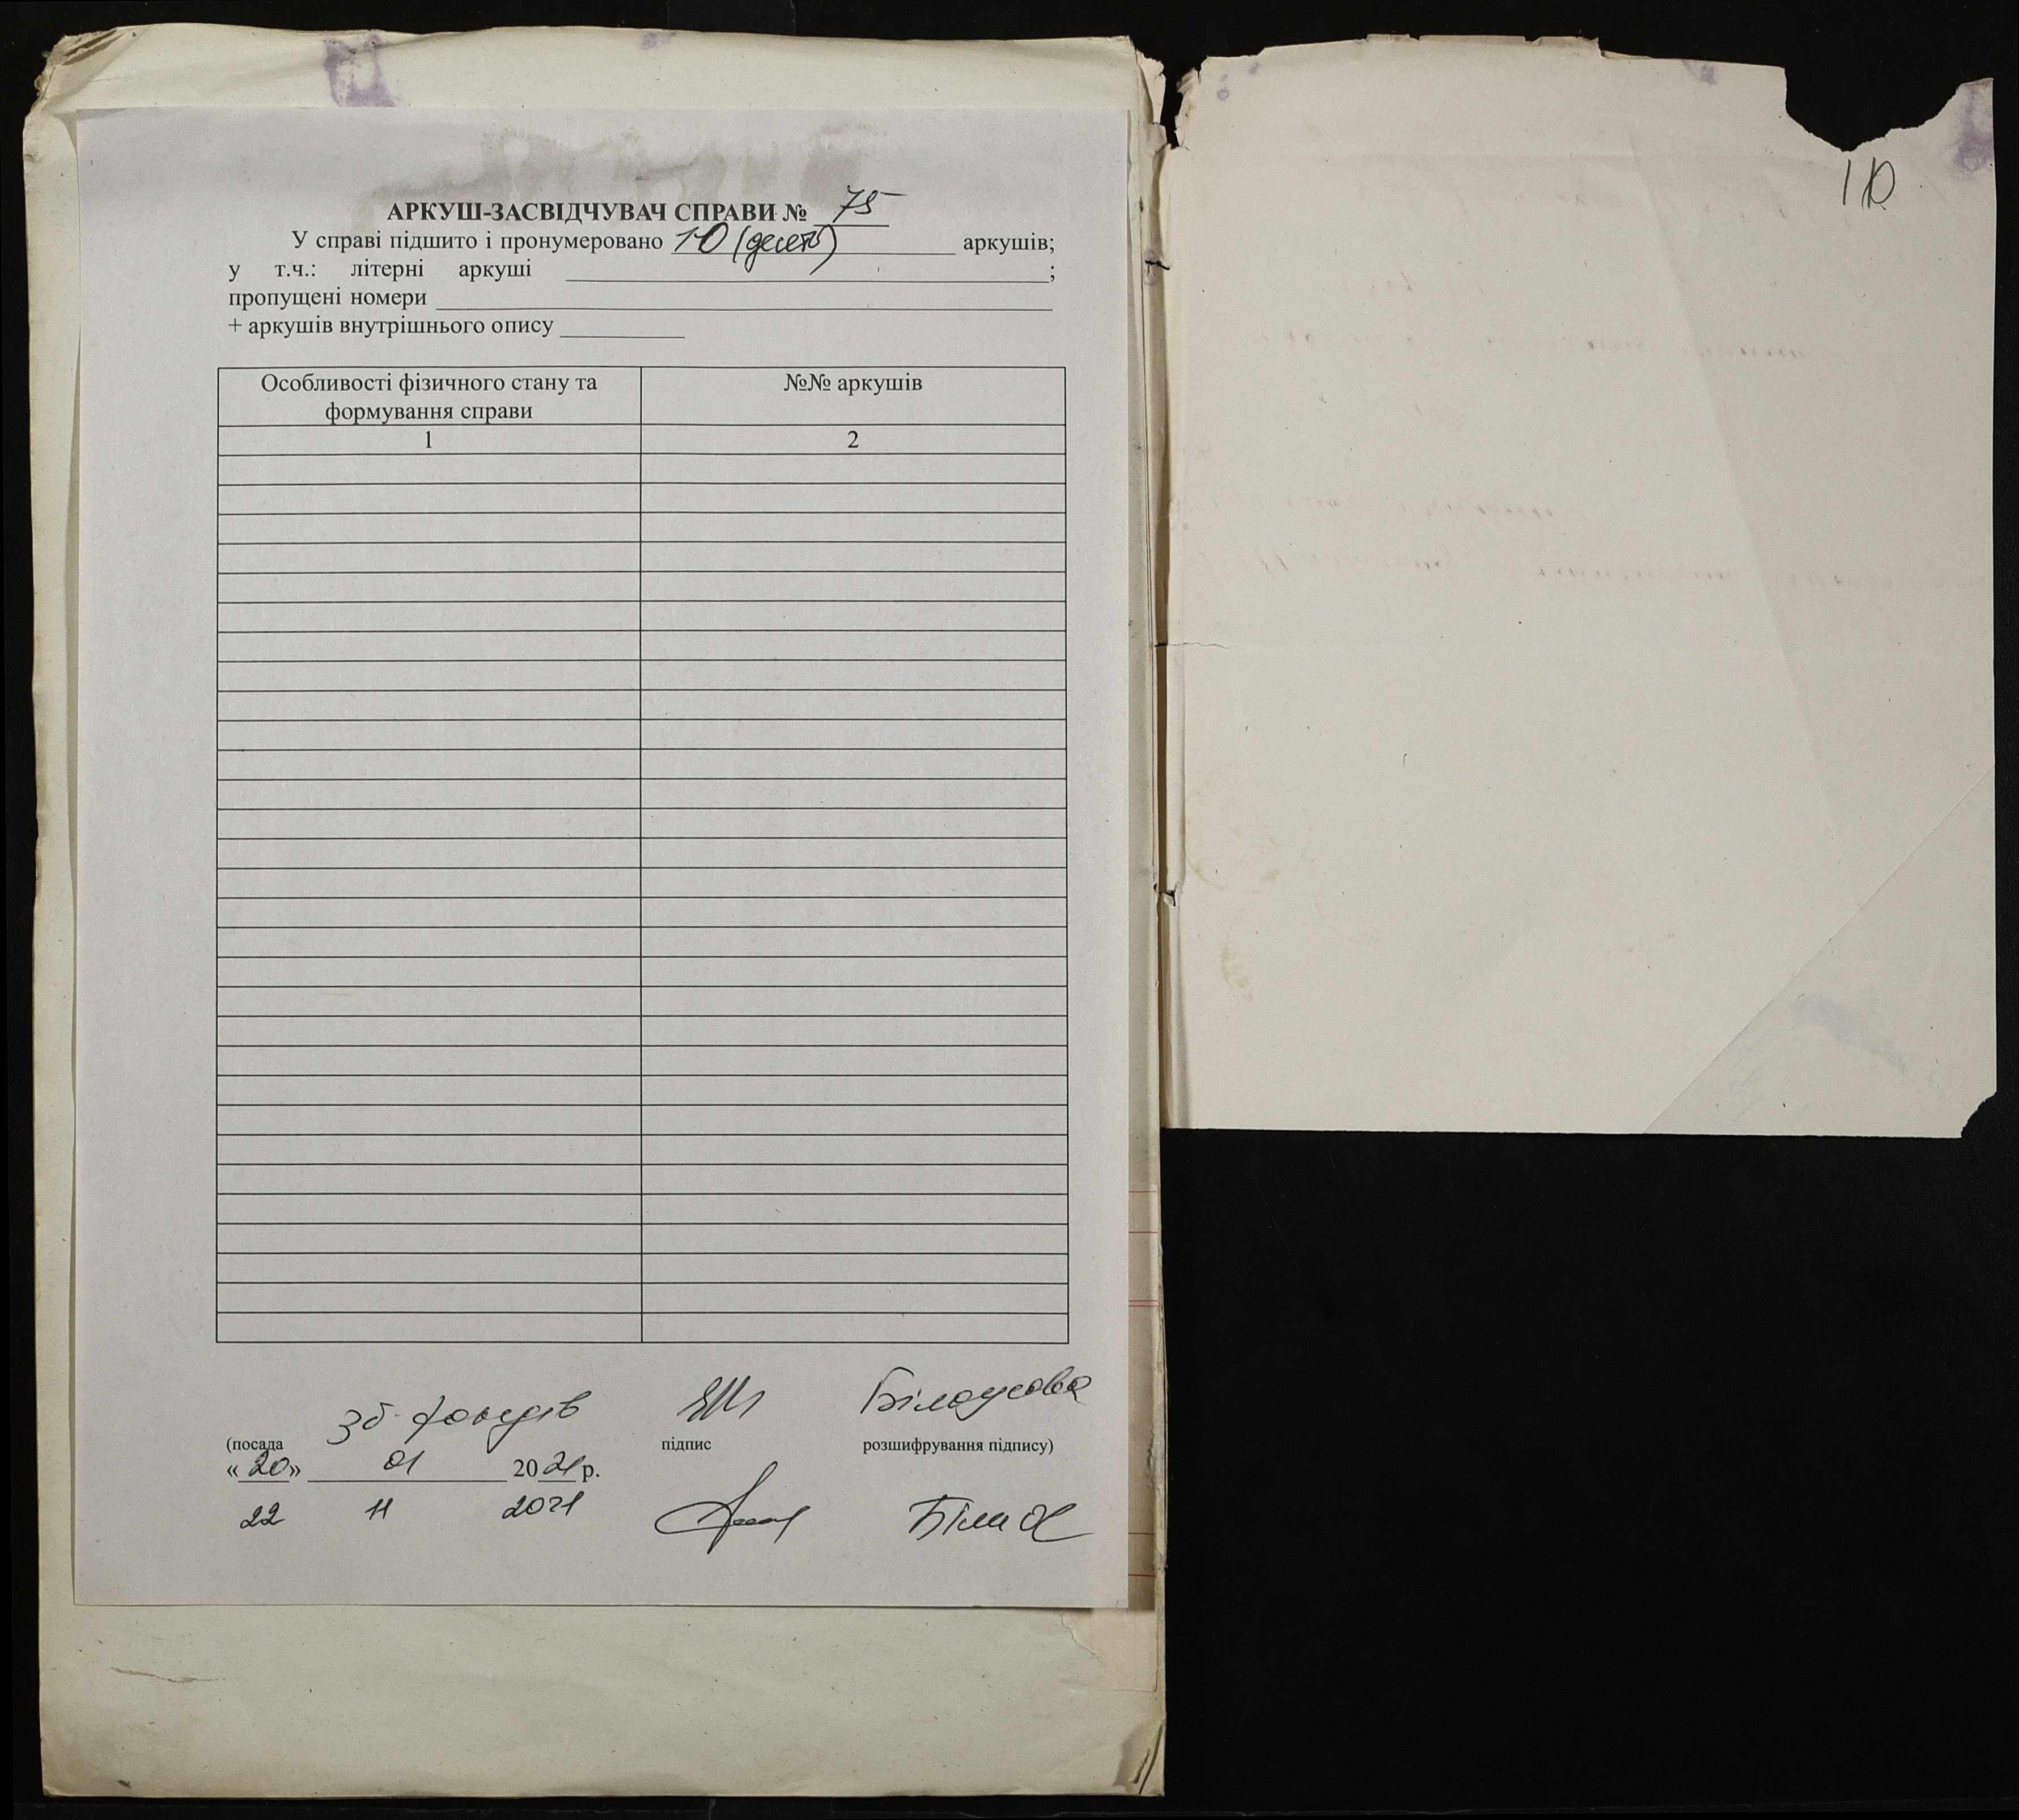 АРКУШ-ЗАСВІДЧУВАЧ СПРАВИ № 75
У справі підшито і пронумеровано 10 (десять) аркушів;
у т.ч.: літерні аркуші ;
пропущені номери
+ аркушів внутрішнього опису
Особливості фізичного стану та формування справи №№ аркушів
1 2
зб. фондів Білоусова
(посада підпис розшифрування підпису)
«20» 01 2021 р.
22 11 2021
10